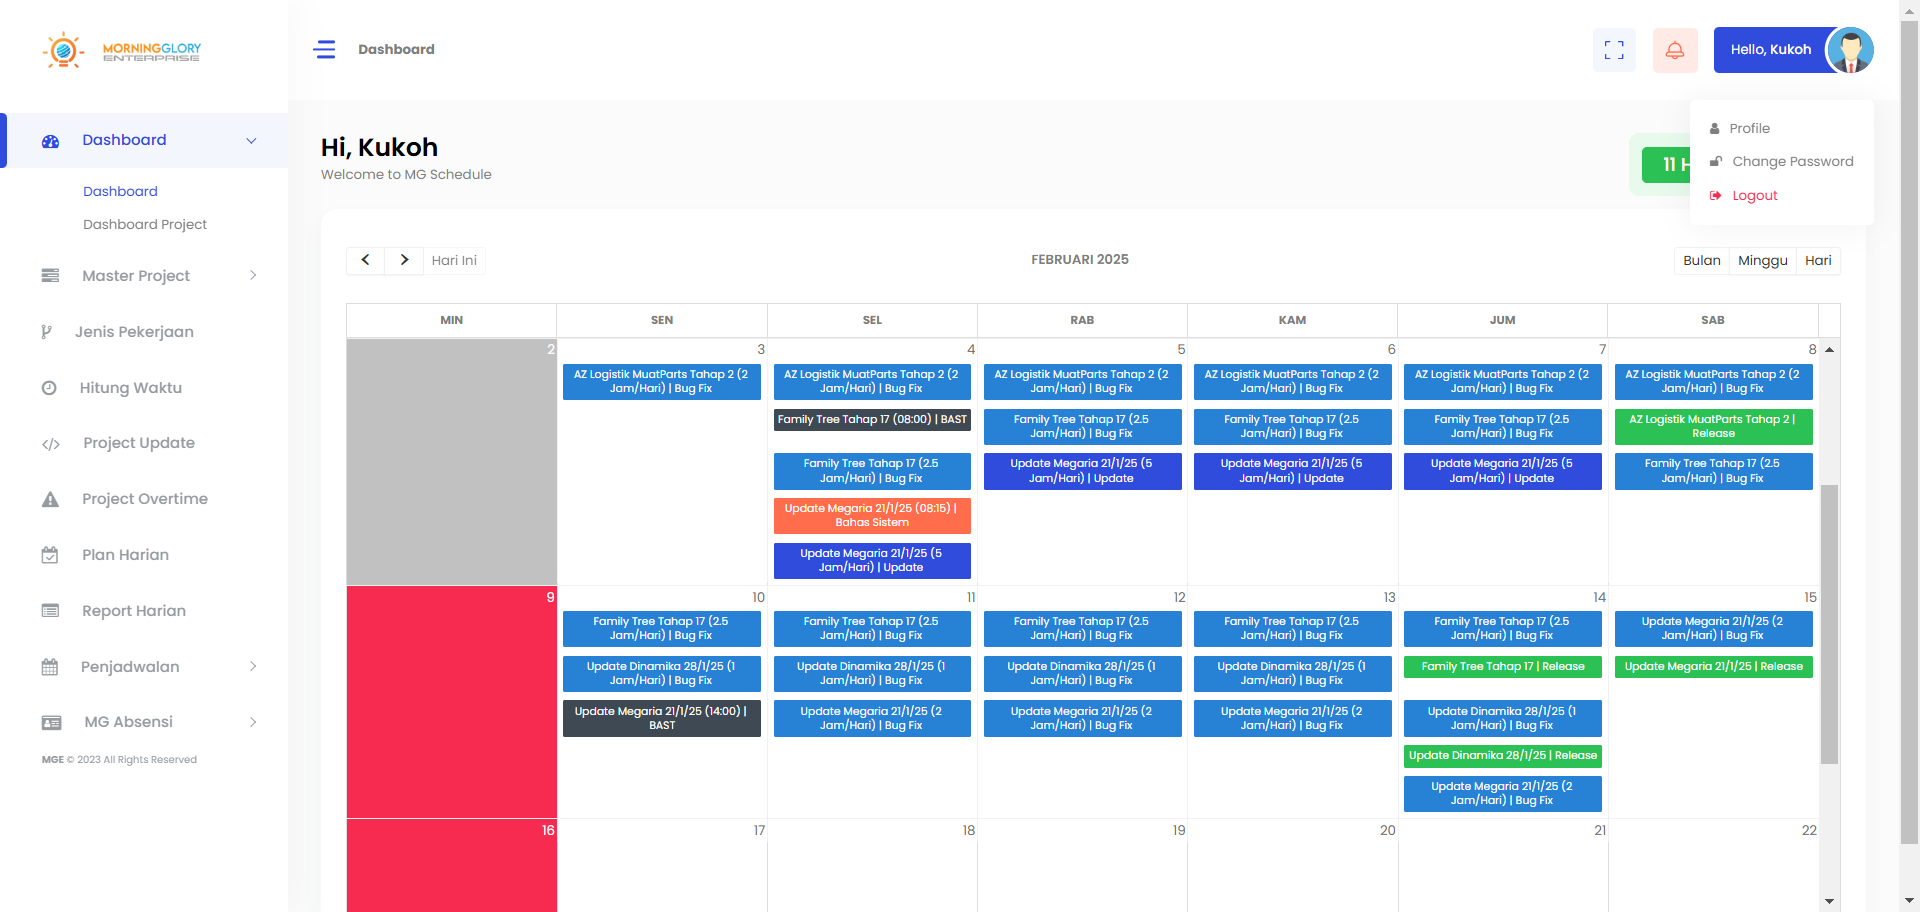 MORNINGGLORY
ENTERPRISE
Dashboard
Hello, Kukoh
Profile
Change Password
Logout
Dashboard
Dashboard
Dashboard Project
Master Project
Jenis Pekerjaan
Hitung Waktu
Project Update
Project Overtime
Plan Harian
Report Harian
Penjadwalan
MG Absensi
MGE © 2023 All Rights Reserved
Hi, Kukoh
Welcome to MG Schedule
11 H
Hari Ini
FEBRUARI 2025
Bulan Minggu Hari
MIN SEN SEL RAB KAM JUM SAB
2
3
AZ Logistik MuatParts Tahap 2 (2
Jam/Hari) | Bug Fix
4
AZ Logistik MuatParts Tahap 2 (2
Jam/Hari) | Bug Fix
Family Tree Tahap 17 (08:00) | BAST
Family Tree Tahap 17 (2.5
Jam/Hari) | Bug Fix
Update Megaria 21/1/25 (08:15) |
Bahas Sistem
Update Megaria 21/1/25 (5
Jam/Hari) | Update
5
AZ Logistik MuatParts Tahap 2 (2
Jam/Hari) | Bug Fix
Family Tree Tahap 17 (2.5
Jam/Hari) | Bug Fix
Update Megaria 21/1/25 (5
Jam/Hari) | Update
6
AZ Logistik MuatParts Tahap 2 (2
Jam/Hari) | Bug Fix
Family Tree Tahap 17 (2.5
Jam/Hari) | Bug Fix
Update Megaria 21/1/25 (5
Jam/Hari) | Update
7
AZ Logistik MuatParts Tahap 2 (2
Jam/Hari) | Bug Fix
Family Tree Tahap 17 (2.5
Jam/Hari) | Bug Fix
Update Megaria 21/1/25 (5
Jam/Hari) | Update
8
AZ Logistik MuatParts Tahap 2 (2
Jam/Hari) | Bug Fix
AZ Logistik MuatParts Tahap 2 |
Release
Family Tree Tahap 17 (2.5
Jam/Hari) | Bug Fix
9
10
Family Tree Tahap 17 (2.5
Jam/Hari) | Bug Fix
Update Dinamika 28/1/25 (1
Jam/Hari) | Bug Fix
Update Megaria 21/1/25 (14:00) |
BAST
11
Family Tree Tahap 17 (2.5
Jam/Hari) | Bug Fix
Update Dinamika 28/1/25 (1
Jam/Hari) | Bug Fix
Update Megaria 21/1/25 (2
Jam/Hari) | Bug Fix
12
Family Tree Tahap 17 (2.5
Jam/Hari) | Bug Fix
Update Dinamika 28/1/25 (1
Jam/Hari) | Bug Fix
Update Megaria 21/1/25 (2
Jam/Hari) | Bug Fix
13
Family Tree Tahap 17 (2.5
Jam/Hari) | Bug Fix
Update Dinamika 28/1/25 (1
Jam/Hari) | Bug Fix
Update Megaria 21/1/25 (2
Jam/Hari) | Bug Fix
14
Family Tree Tahap 17 (2.5
Jam/Hari) | Bug Fix
Family Tree Tahap 17 | Release
Update Dinamika 28/1/25 (1
Jam/Hari) | Bug Fix
Update Dinamika 28/1/25 | Release
Update Megaria 21/1/25 (2
Jam/Hari) | Bug Fix
15
Update Megaria 21/1/25 (2
Jam/Hari) | Bug Fix
Update Megaria 21/1/25 | Release
16
17
18
19
20
21
22